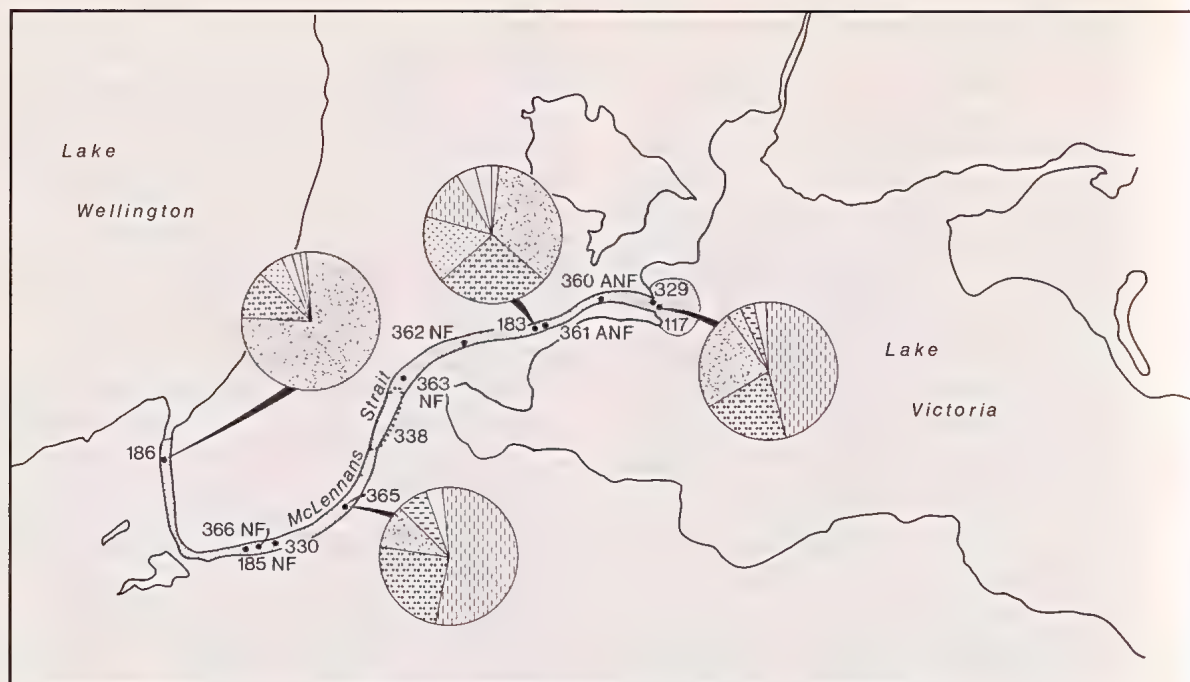 Lake
Wellington
360 ANF
329
117
183
361 ANF
362 NF
Lake
Victoria
363
NF
Strait
338
186
McLennans
365
366 NF
330
185 NF